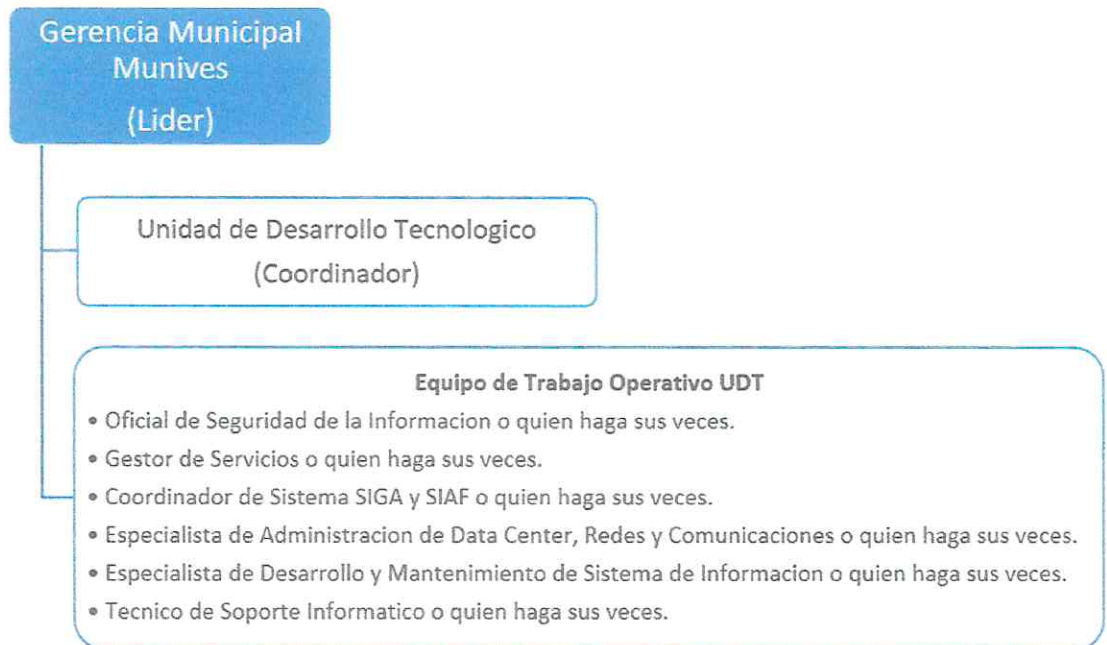 Gerencia Municipal
Munives
(Lider)
Unidad de Desarrollo Tecnologico
(Coordinador)
Equipo de Trabajo Operativo UDT
• Oficial de Seguridad de la Informacion o quien haga sus veces.
• Gestor de Servicios o quien haga sus veces.
• Coordinador de Sistema SIGA y SIAF o quien haga sus veces.
• Especialista de Administracion de Data Center, Redes y Comunicaciones o quien haga sus veces.
• Especialista de Desarrollo y Mantenimiento de Sistema de Informacion o quien haga sus veces.
• Tecnico de Soporte Informatico o quien haga sus veces.